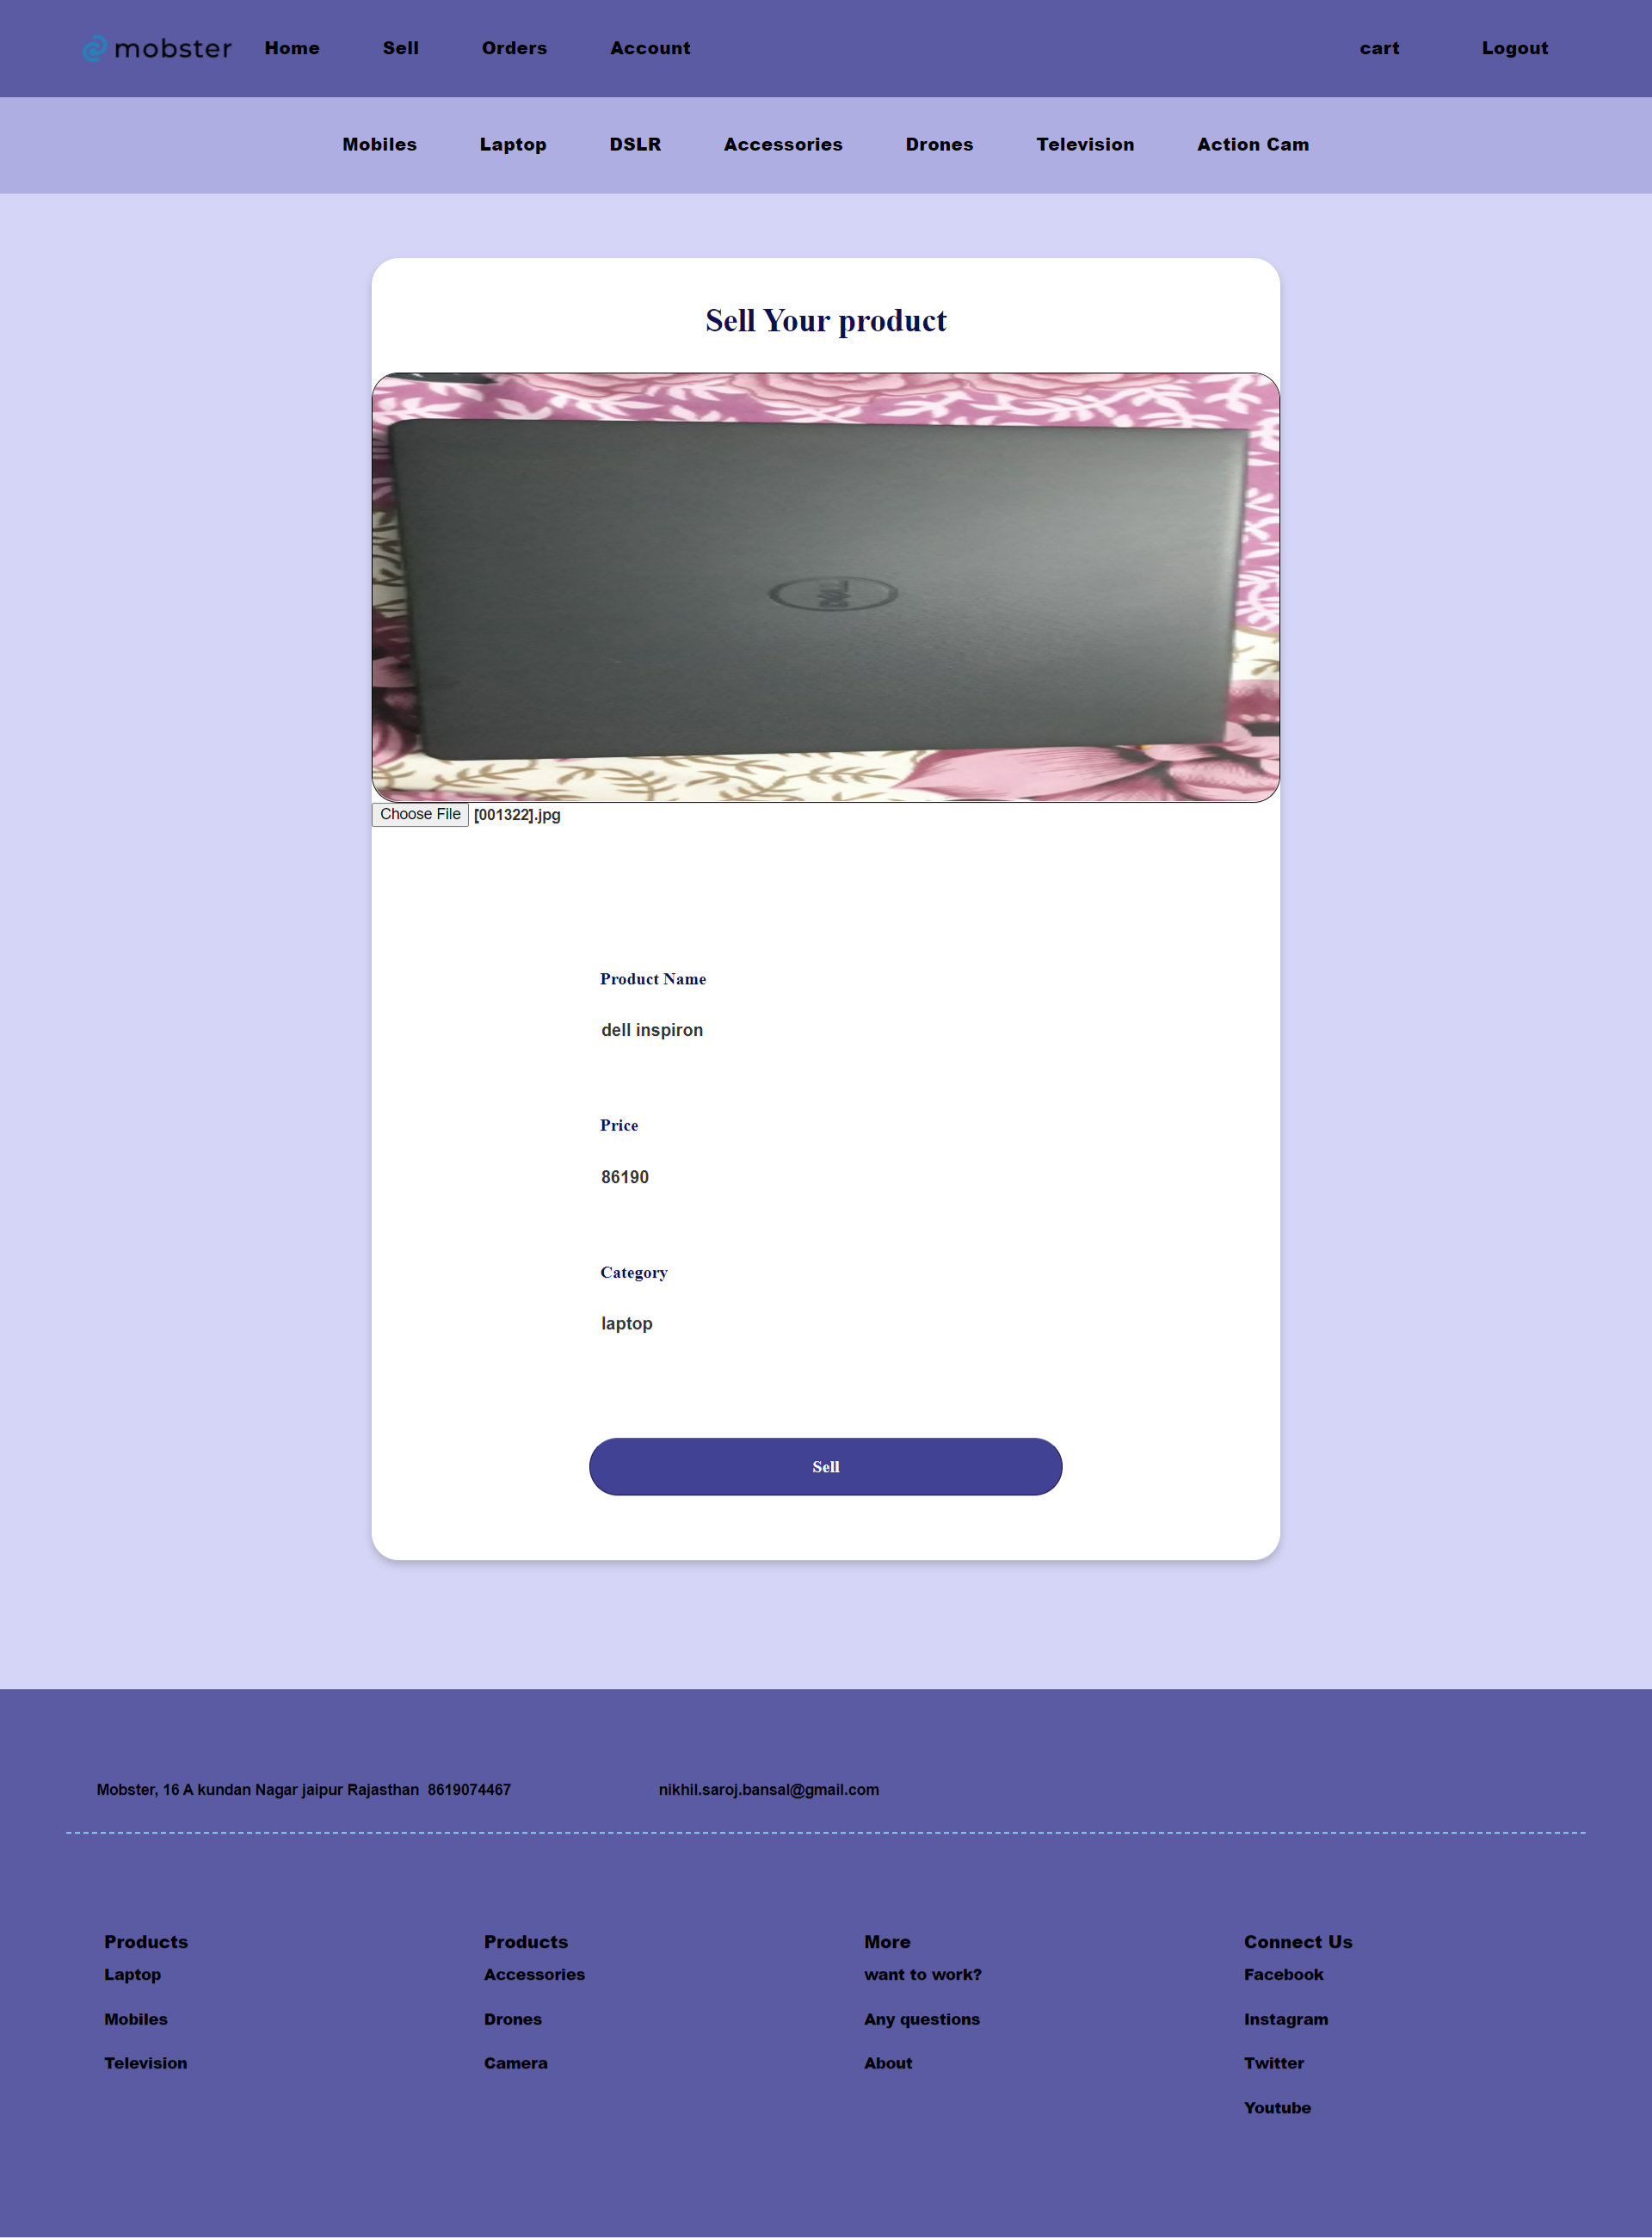 mobster Home Sell Orders Account cart Logout
Mobiles Laptop DSLR Accessories Drones Television Action Cam
Sell Your product
DELL
Choose File [001322].jpg
Product Name
dell inspiron
Price
86190
Category
laptop
Sell
Mobster, 16 A kundan Nagar jaipur Rajasthan 8619074467 nikhil.saroj.bansal@gmail.com
Products Products More Connect Us
Laptop Accessories want to work? Facebook
Mobiles Drones Any questions Instagram
Television Camera About Twitter
Youtube